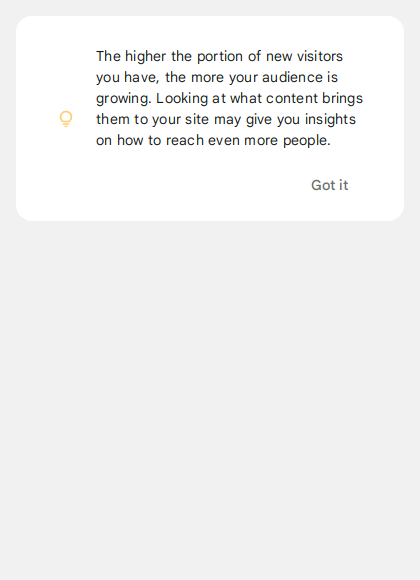 The higher the portion of new visitors
you have, the more your audience is
growing. Looking at what content brings
them to your site may give you insights
on how to reach even more people.
Got it